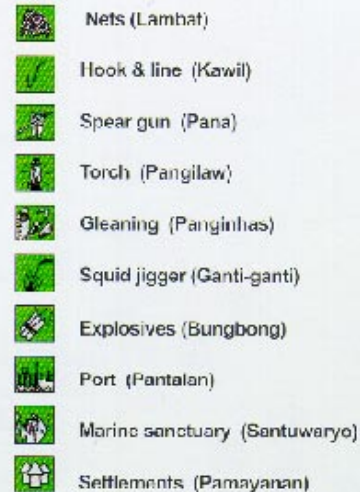 Nets (Lambat)
Hook & line (Kawil)
Spear gun (Pana)
Torch (Pangilaw)
Gleaning (Panginhas)
Squid jigger (Ganti-ganti)
Explosives (Bungbong)
Port (Pantalan)
Marine sanctuary (Santuwaryo)
Settlements (Pamayanan)